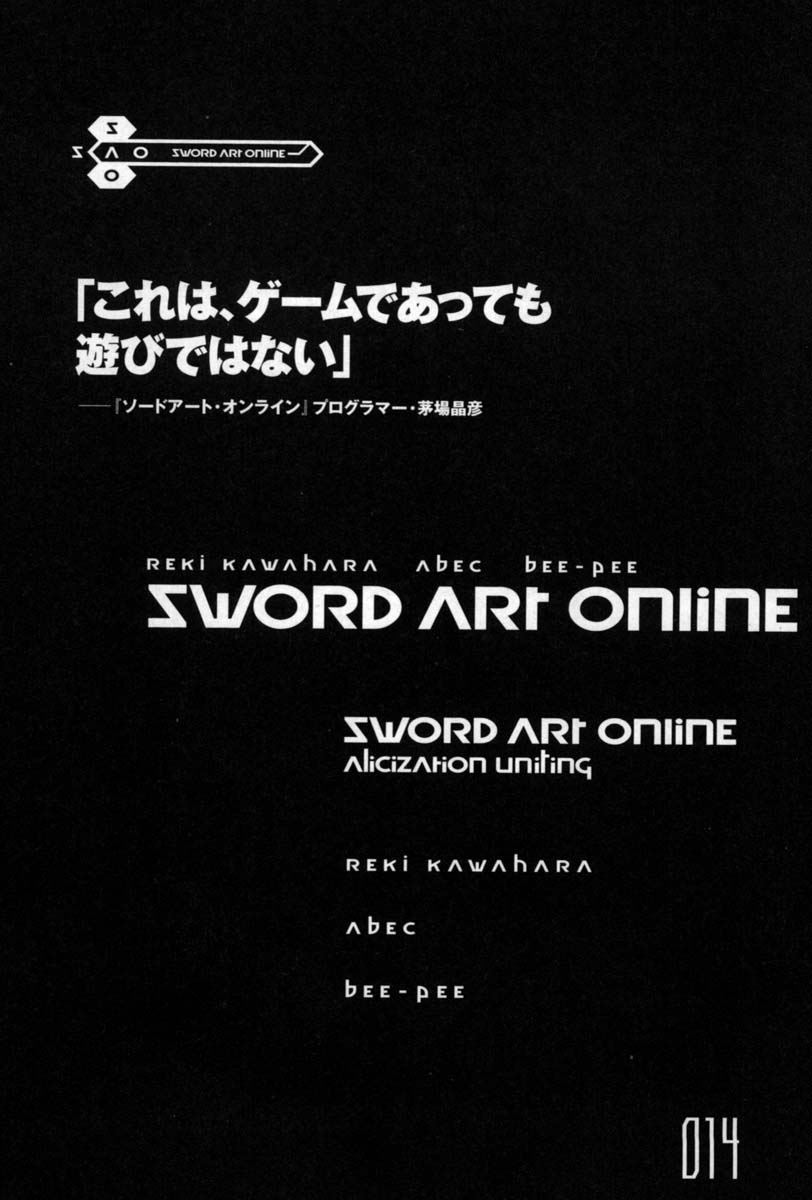 S
S A O SWORD ART ONLINE
O
「これは、ゲームであっても
遊びではない」
――『ソードアート・オンライン』プログラマー・茅場晶彦
REKI KAWAHARA ABEC BEE-PEE
SWORD ART ONLINE
SWORD ART ONLINE
ALICIZATION UNITING
REKI KAWAHARA
ABEC
BEE-PEE
014